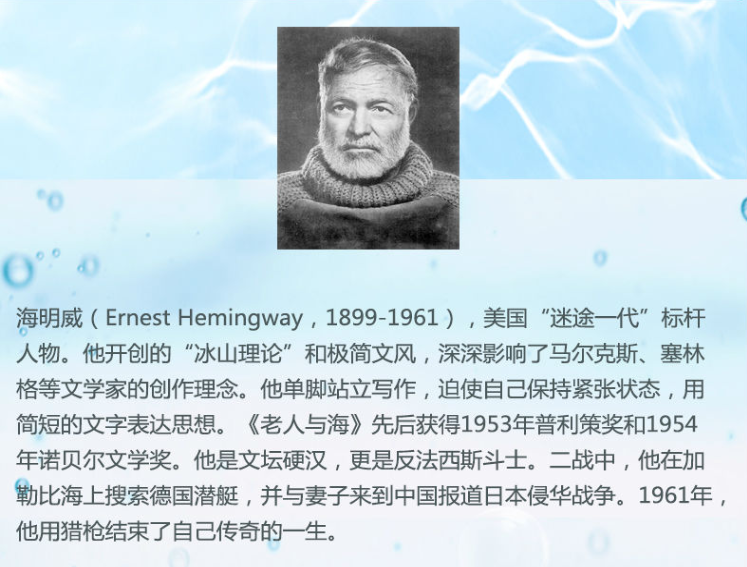 海明威（Ernest Hemingway，1899-1961），美国“迷途一代”标杆
人物。他开创的“冰山理论”和极简文风，深深影响了马尔克斯、塞林
格等文学家的创作理念。他单脚站立写作，迫使自己保持紧张状态，用
简短的文字表达思想。《老人与海》先后获得1953年普利策奖和1954
年诺贝尔文学奖。他是文坛硬汉，更是反法西斯斗士。二战中，他在加
勒比海上搜索德国潜艇，并与妻子来到中国报道日本侵华战争。1961年，
他用猎枪结束了自己传奇的一生。